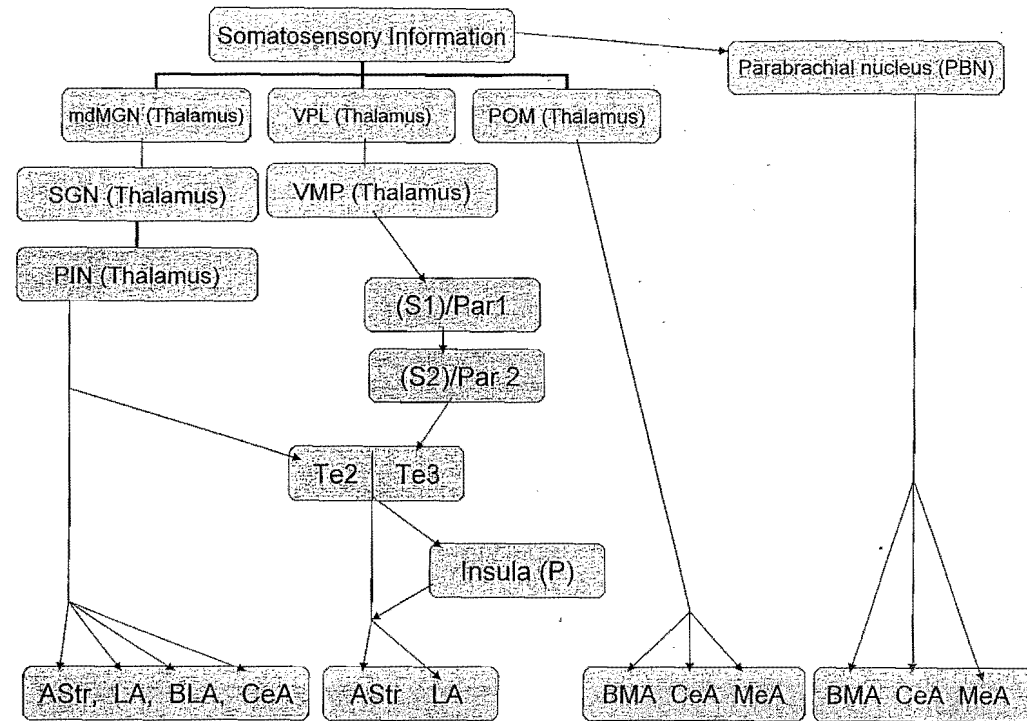 Somatosensory Information
Parabrachial nucleus (PBN)
mdMGN (Thalamus)
VPL (Thalamus)
POM (Thalamus)
SGN (Thalamus)
VMP (Thalamus)
PIN (Thalamus)
(S1)/Par1
(S2)/Par 2
Te2 Te3
Insula (P)
AStr, LA, BLA, CeA
AStr LA
BMA CeA MeA
BMA CeA MeA